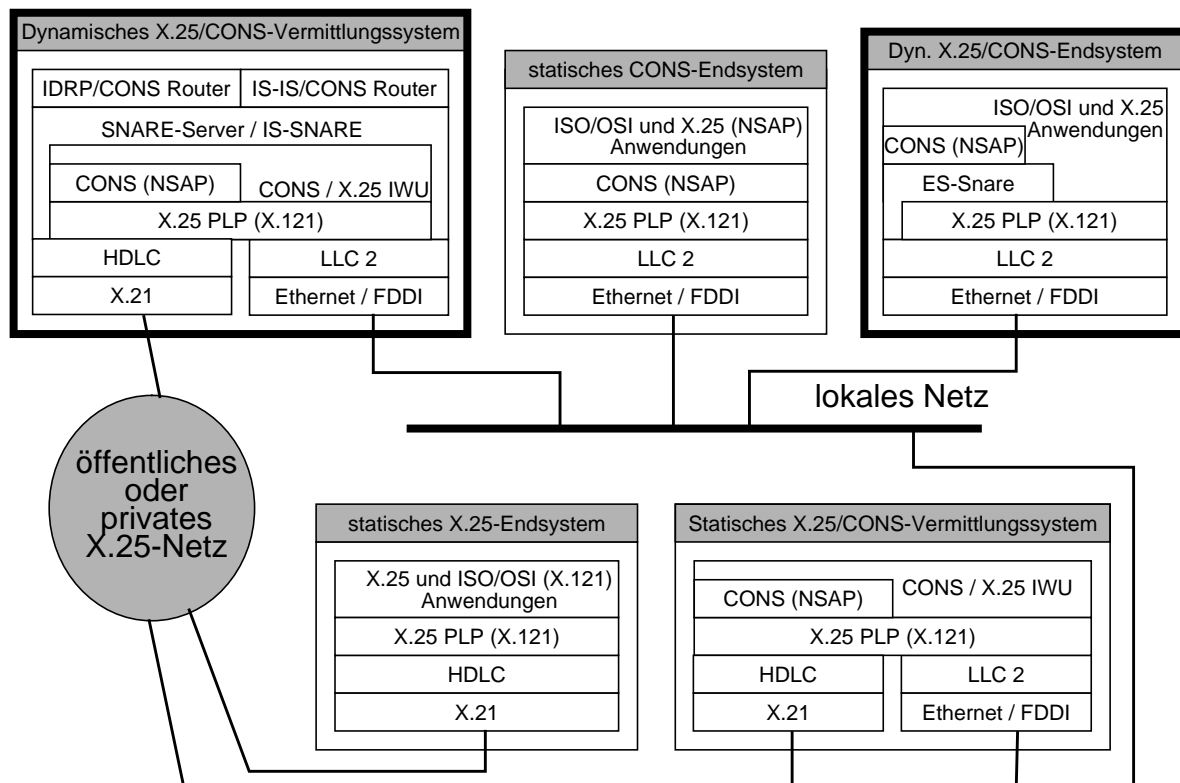 Dynamisches X.25/CONS-Vermittlungssystem
IDRP/CONS Router
IS-IS/CONS Router
SNARE-Server / IS-SNARE
CONS (NSAP)
CONS / X.25 IWU
X.25 PLP (X.121)
HDLC
LLC 2
X.21
Ethernet / FDDI
statisches CONS-Endsystem
ISO/OSI und X.25 (NSAP)
Anwendungen
CONS (NSAP)
X.25 PLP (X.121)
LLC 2
Ethernet / FDDI
Dyn. X.25/CONS-Endsystem
ISO/OSI und X.25
Anwendungen
CONS (NSAP)
ES-Snare
X.25 PLP (X.121)
LLC 2
Ethernet / FDDI
lokales Netz
öffentliches
oder
privates
X.25-Netz
statisches X.25-Endsystem
X.25 und ISO/OSI (X.121)
Anwendungen
X.25 PLP (X.121)
HDLC
X.21
Statisches X.25/CONS-Vermittlungssystem
CONS (NSAP)
CONS / X.25 IWU
X.25 PLP (X.121)
HDLC
LLC 2
X.21
Ethernet / FDDI